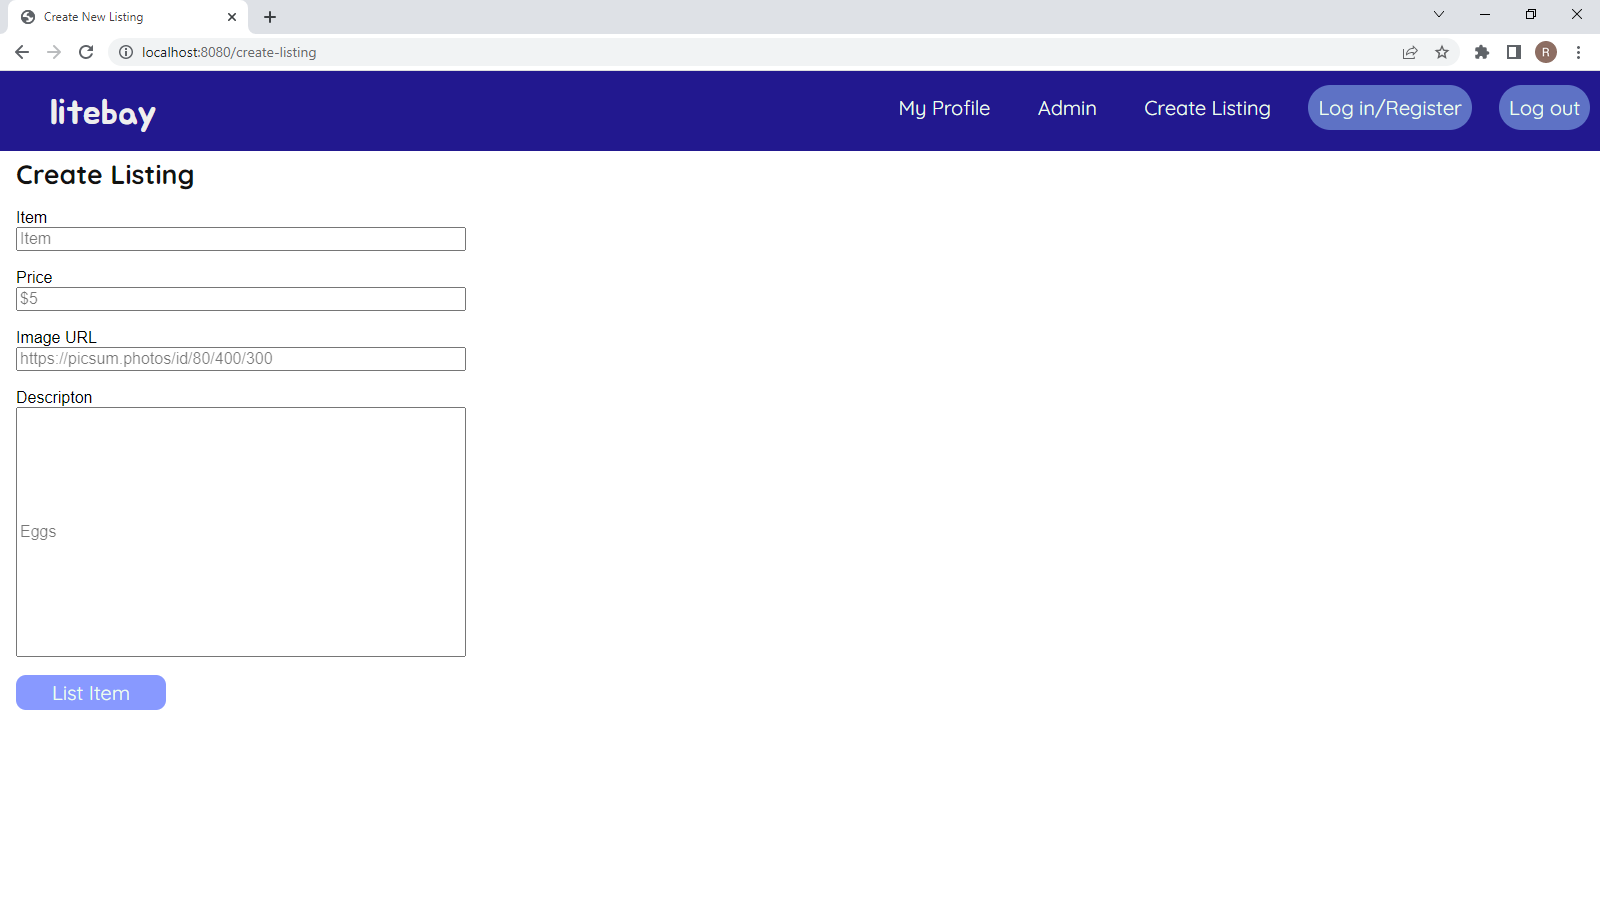 Create New Listing
localhost:8080/create-listing
R
litebay
My Profile
Admin
Create Listing
Log in/Register
Log out
Create Listing
Item
Item
Price
$5
Image URL
https://picsum.photos/id/80/400/300
Descripton
Eggs
List Item